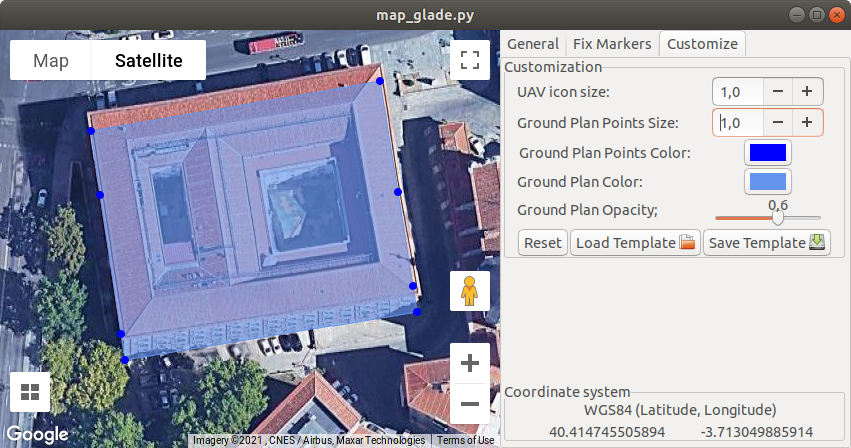 map_glade.py
Map Satellite
General Fix Markers Customize
Customization
UAV icon size: 1,0
Ground Plan Points Size: 1,0
Ground Plan Points Color:
Ground Plan Color:
Ground Plan Opacity; 0,6
Reset Load Template Save Template
Coordinate system
WGS84 (Latitude, Longitude)
40.414745505894 -3.713049885914
Google
Imagery ©2021 , CNES / Airbus, Maxar Technologies Terms of Use